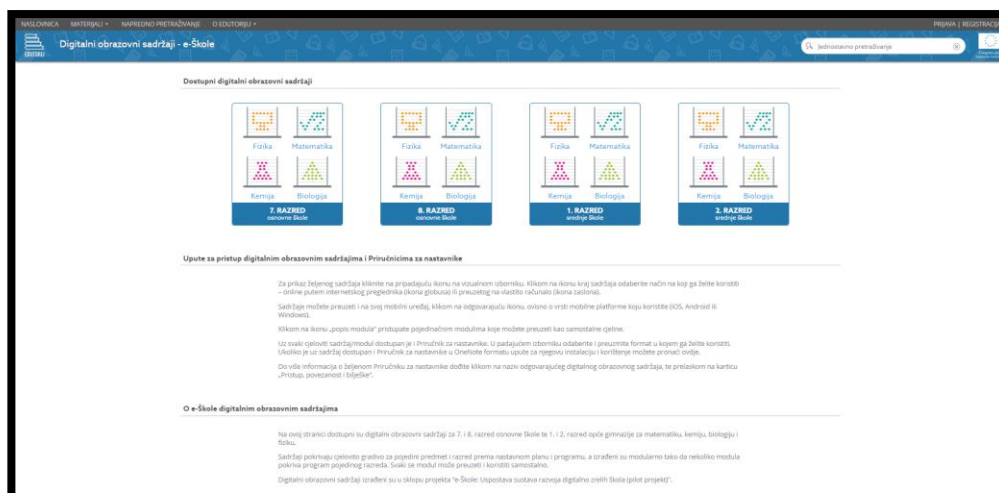 NASLOVNICA MATERIJALI NAPREDNO PRETRAŽIVANJE O EDUTORIJU PRIJAVA | REGISTRACIJA
EDUTORIJ Digitalni obrazovni sadržaji - e-Škole Jednostavno pretraživanje
Dostupni digitalni obrazovni sadržaji
Fizika Matematika Fizika Matematika Fizika Matematika Fizika Matematika
Kemija Biologija Kemija Biologija Kemija Biologija Kemija Biologija
7. RAZRED 8. RAZRED 1. RAZRED 2. RAZRED
osnovne škole osnovne škole srednje škole srednje škole
Upute za pristup digitalnim obrazovnim sadržajima i Priručnicima za nastavnike
Za prikaz željenog sadržaja kliknite na pripadajuću ikonu na vizualnom izborniku. Klikom na ikonu kraj sadržaja odaberite način na koji ga želite koristiti
– online putem internetskog preglednika (ikona globusa) ili preuzetog na vlastito računalo (ikona zaslona).
Sadržaje možete preuzeti i na svoj mobilni uređaj, klikom na odgovarajuću ikonu, ovisno o vrsti mobilne platforme koju koristite (iOS, Android ili
Windows).
Klikom na ikonu „popis modula" pristupate pojedinačnim modulima koje možete preuzeti kao samostalne cjeline.
Uz svaki cjeloviti sadržaj/modul dostupan je i Priručnik za nastavnike. U padajućem izborniku odaberite i preuzmite format u kojem ga želite koristiti.
Ukoliko je uz sadržaj dostupan i Priručnik za nastavnike u OneNote formatu upute za njegovu instalaciju i korištenje možete pronaći ovdje.
Do više informacija o željenom Priručniku za nastavnike dođite klikom na naziv odgovarajućeg digitalnog obrazovnog sadržaja, te prelaskom na karticu
„Pristup, povezanost i bilješke".
O e-Škole digitalnim obrazovnim sadržajima
Na ovoj stranici dostupni su digitalni obrazovni sadržaji za 7. i 8. razred osnovne škole te 1. i 2. razred opće gimnazije za matematiku, kemiju, biologiju i
fiziku.
Sadržaji pokrivaju cjelovito gradivo za pojedini predmet i razred prema nastavnom planu i programu, a izrađeni su modularno tako da nekoliko modula
pokriva program pojedinog razreda. Svaki se modul može preuzeti i koristiti samostalno.
Digitalni obrazovni sadržaji izrađeni su u sklopu projekta "e-Škole: Uspostava sustava razvoja digitalno zrelih škola (pilot projekt)".